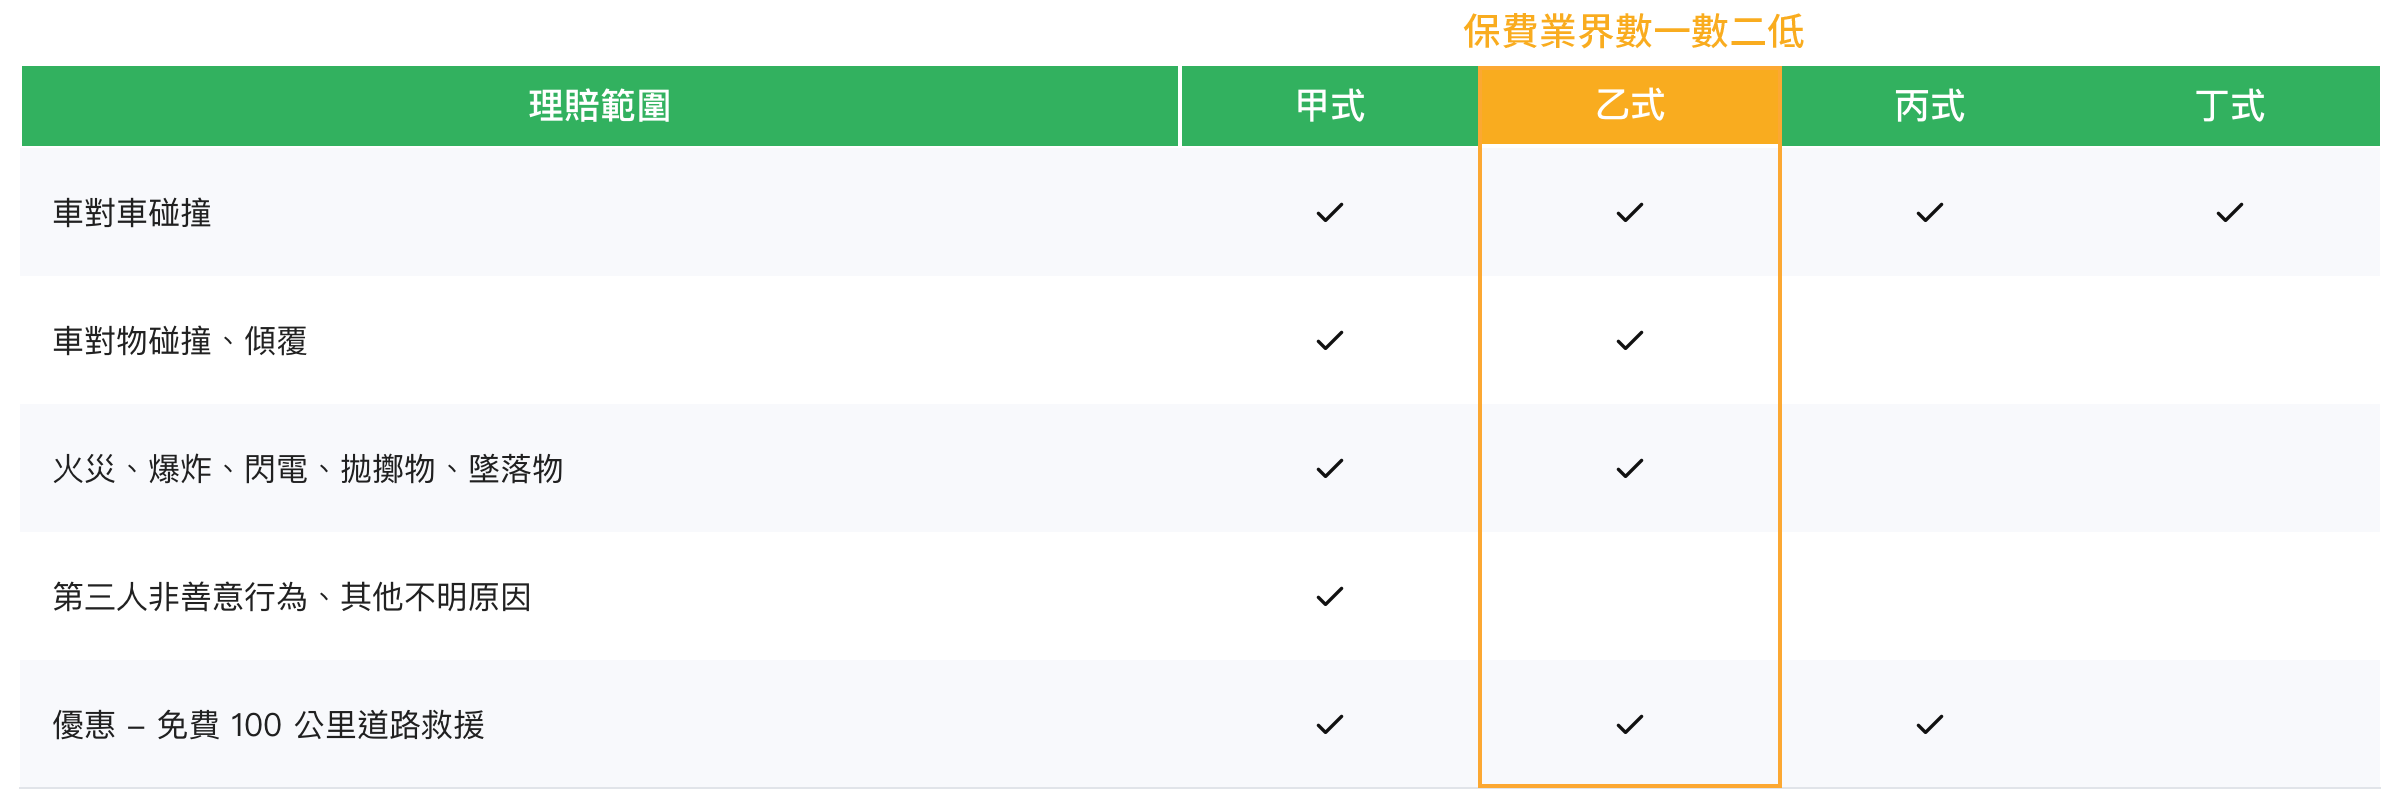 保費業界數一數二低
理賠範圍 甲式 乙式 丙式 丁式
車對車碰撞 ✓ ✓ ✓ ✓
車對物碰撞、傾覆 ✓ ✓
火災、爆炸、閃電、拋擲物、墜落物 ✓ ✓
第三人非善意行為、其他不明原因 ✓
優惠 – 免費 100 公里道路救援 ✓ ✓ ✓